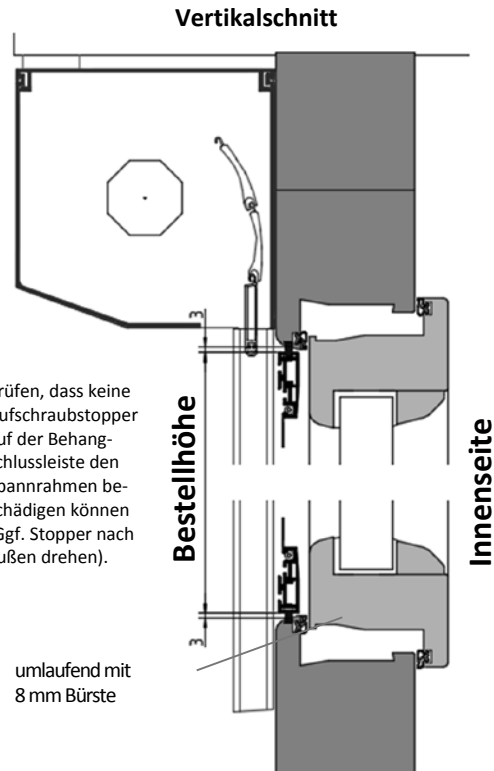 Vertikalschnitt
3
rüfen, dass keine
ufschraubstopper
uf der Behang-
chlussleiste den
pannrahmen be-
chädigen können
Ggf. Stopper nach
ußen drehen).
Bestellhöhe
Innenseite
3
umlaufend mit
8 mm Bürste